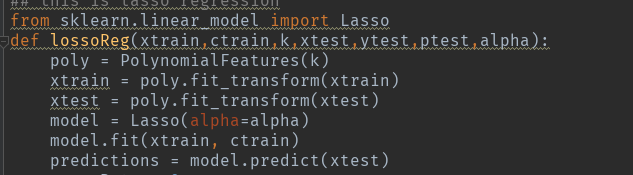 ## this is lasso regression
from sklearn.linear_model import Lasso
def lossoReg(xtrain,ctrain,k,xtest,ytest,ptest,alpha):
    poly = PolynomialFeatures(k)
    xtrain = poly.fit_transform(xtrain)
    xtest = poly.fit_transform(xtest)
    model = Lasso(alpha=alpha)
    model.fit(xtrain, ctrain)
    predictions = model.predict(xtest)